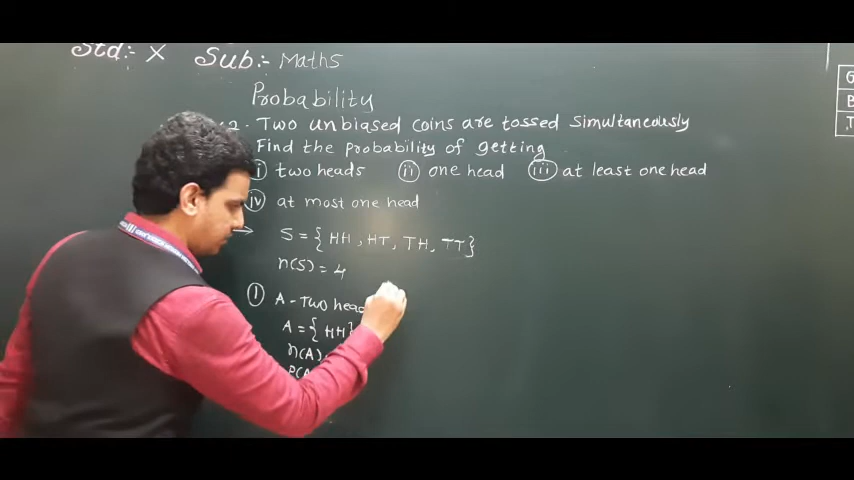 Std:- X Sub:- Maths
Probability
2. Two unbiased coins are tossed simultaneously
Find the probability of getting
i two heads ii one head iii at least one head
iv at most one head
→ S = { HH , HT, TH, TT }
n(S) = 4
① A - Two head
A = { HH }
n(A)
P(A
G
B
T